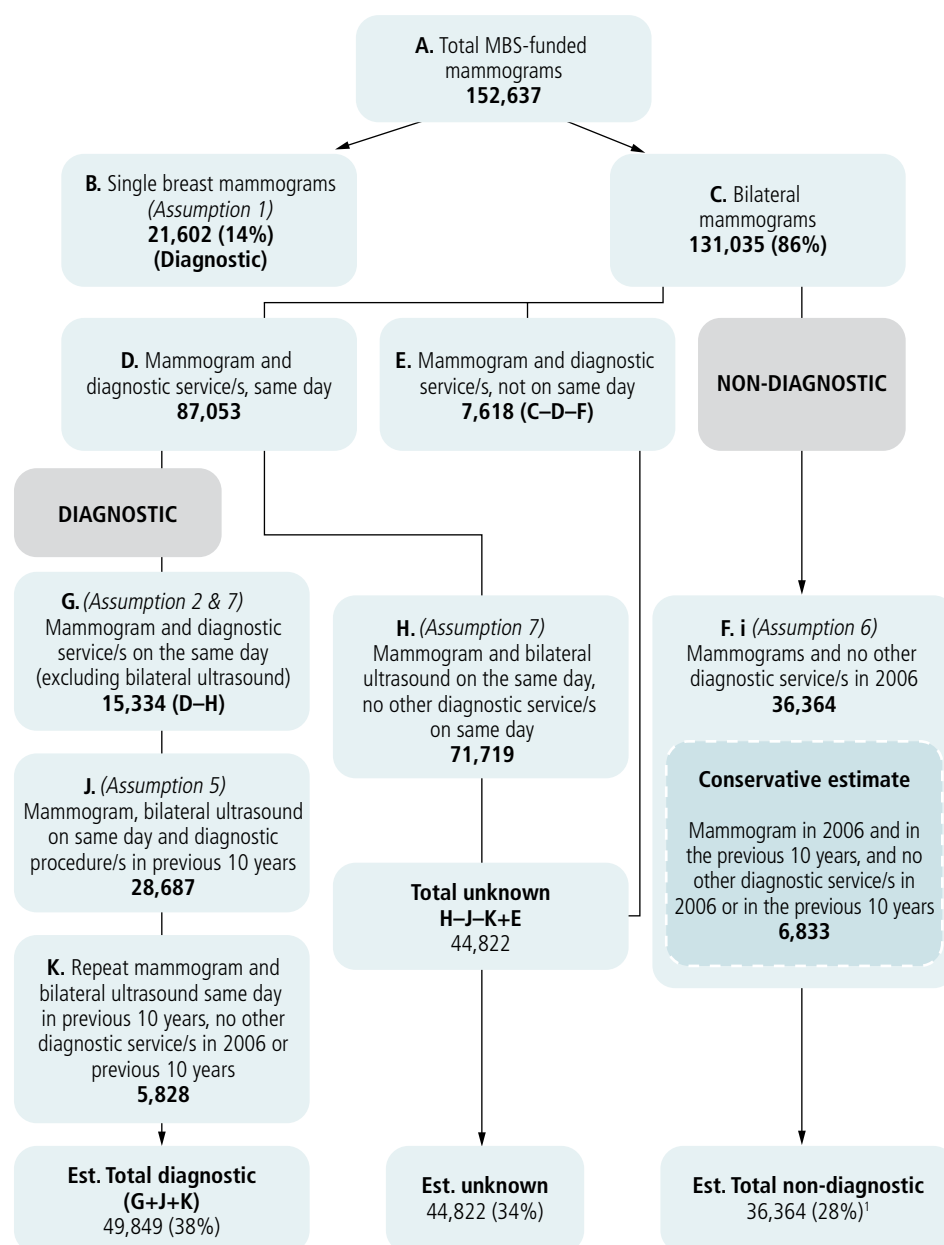 A. Total MBS-funded
mammograms
152,637
B. Single breast mammograms
(Assumption 1)
21,602 (14%)
(Diagnostic)
C. Bilateral
mammograms
131,035 (86%)
D. Mammogram and
diagnostic service/s, same day
87,053
E. Mammogram and diagnostic
service/s, not on same day
7,618 (C–D–F)
NON-DIAGNOSTIC
DIAGNOSTIC
G. (Assumption 2 & 7)
Mammogram and diagnostic
service/s on the same day
(excluding bilateral ultrasound)
15,334 (D–H)
H. (Assumption 7)
Mammogram and bilateral
ultrasound on the same day,
no other diagnostic service/s
on same day
71,719
F. i (Assumption 6)
Mammograms and no other
diagnostic service/s in 2006
36,364
Conservative estimate
Mammogram in 2006 and in
the previous 10 years, and no
other diagnostic service/s in
2006 or in the previous 10 years
6,833
J. (Assumption 5)
Mammogram, bilateral ultrasound
on same day and diagnostic
procedure/s in previous 10 years
28,687
Total unknown
H–J–K+E
44,822
K. Repeat mammogram and
bilateral ultrasound same day
in previous 10 years, no other
diagnostic service/s in 2006 or
previous 10 years
5,828
Est. Total diagnostic
(G+J+K)
49,849 (38%)
Est. unknown
44,822 (34%)
Est. Total non-diagnostic
36,364 (28%)¹